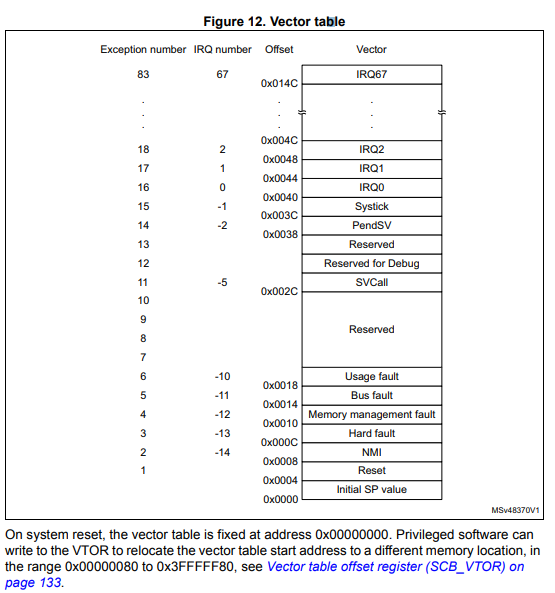 Figure 12. Vector table
Exception number IRQ number Offset Vector
83 67 IRQ67
0x014C
. . . .
. . . .
. . . .
0x004C
18 2 IRQ2
0x0048
17 1 IRQ1
0x0044
16 0 IRQ0
0x0040
15 -1 Systick
0x003C
14 -2 PendSV
0x0038
13 Reserved
12 Reserved for Debug
11 -5 SVCall
0x002C
10
9
Reserved
8
7
6 -10 Usage fault
0x0018
5 -11 Bus fault
0x0014
4 -12 Memory management fault
0x0010
3 -13 Hard fault
0x000C
2 -14 NMI
0x0008
1 Reset
0x0004
Initial SP value
0x0000
MSv48370V1
On system reset, the vector table is fixed at address 0x00000000. Privileged software can
write to the VTOR to relocate the vector table start address to a different memory location, in
the range 0x00000080 to 0x3FFFFF80, see Vector table offset register (SCB_VTOR) on
page 133.